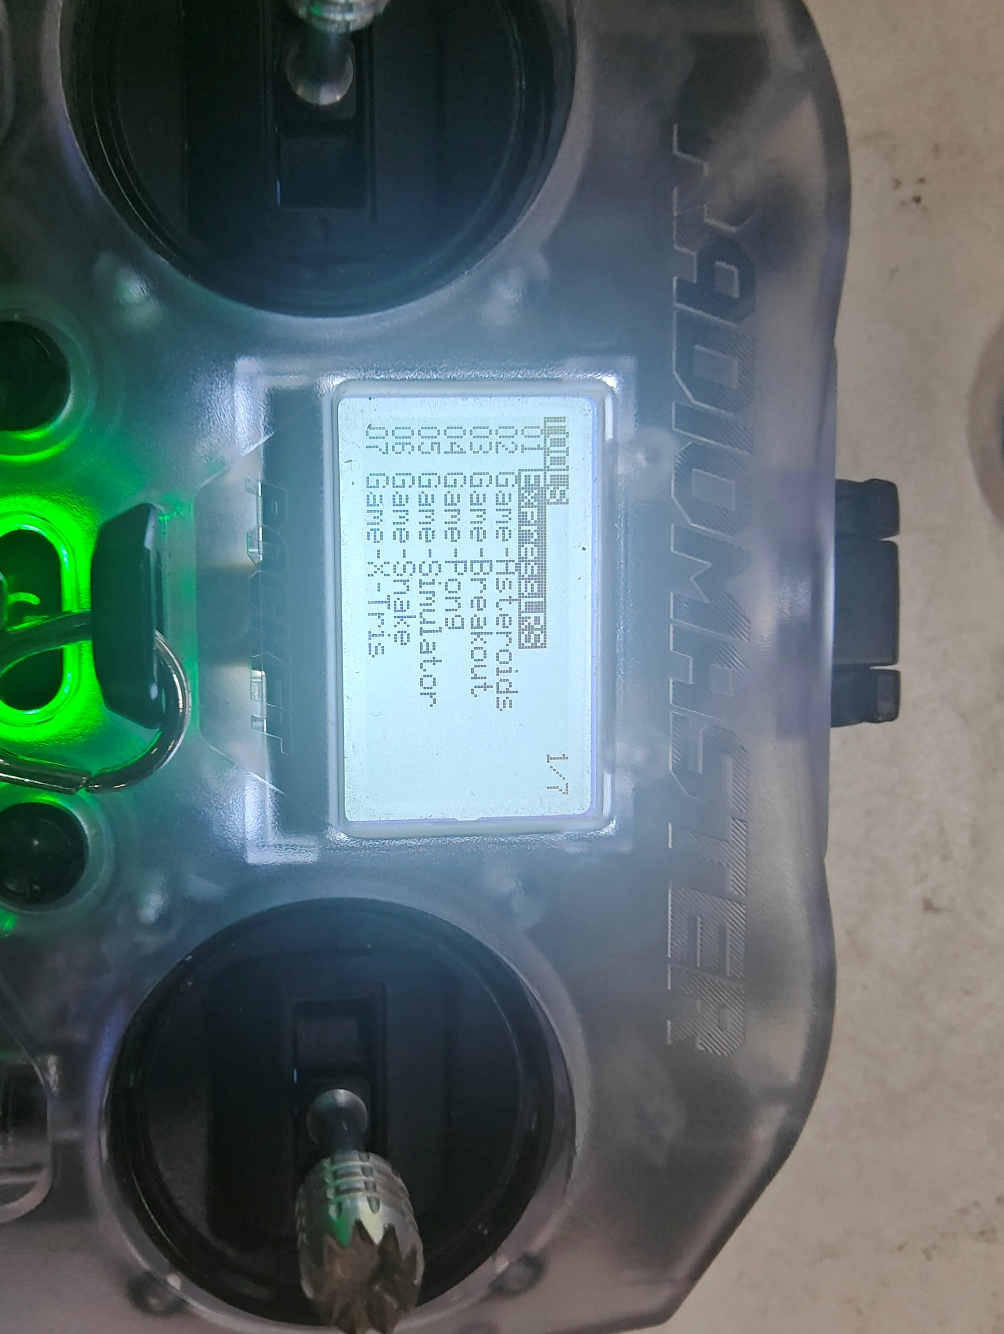 RADIOMASTER
TOOLS 1/7
01 ExpressLRS
02 Game-Asteroids
03 Game-Breakout
04 Game-Pong
05 Game-Simulator
06 Game-Snake
07 Game-X-Tris
POCKET